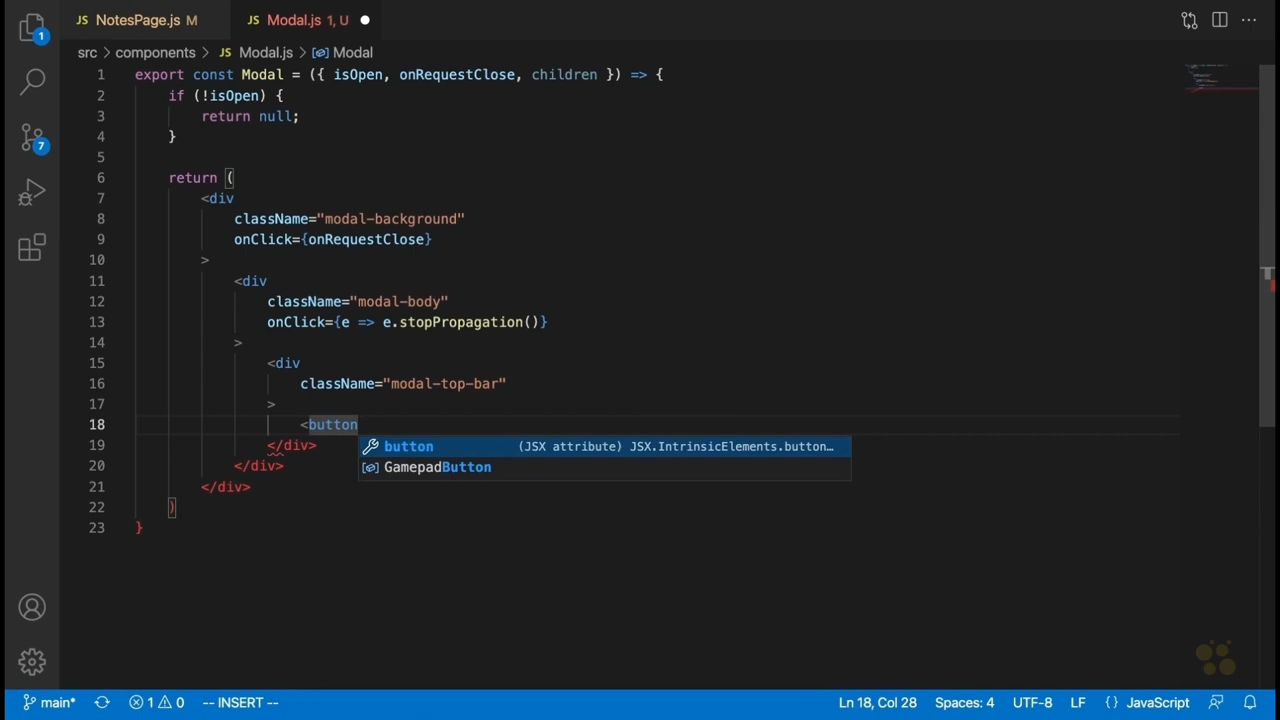 JS NotesPage.js M
JS Modal.js 1, U
1
src > components > JS Modal.js > Modal
1 export const Modal = ({ isOpen, onRequestClose, children }) => {
2 if (!isOpen) {
3 return null;
4 }
5
6 return (
7 <div
8 className="modal-background"
9 onClick={onRequestClose}
10 >
11 <div
12 className="modal-body"
13 onClick={e => e.stopPropagation()}
14 >
15 <div
16 className="modal-top-bar"
17 >
18 <button
19 </div>
button (JSX attribute) JSX.IntrinsicElements.button…
20 </div>
GamepadButton
21 </div>
22 )
23 }
7
main* 1 0 -- INSERT -- Ln 18, Col 28 Spaces: 4 UTF-8 LF {} JavaScript